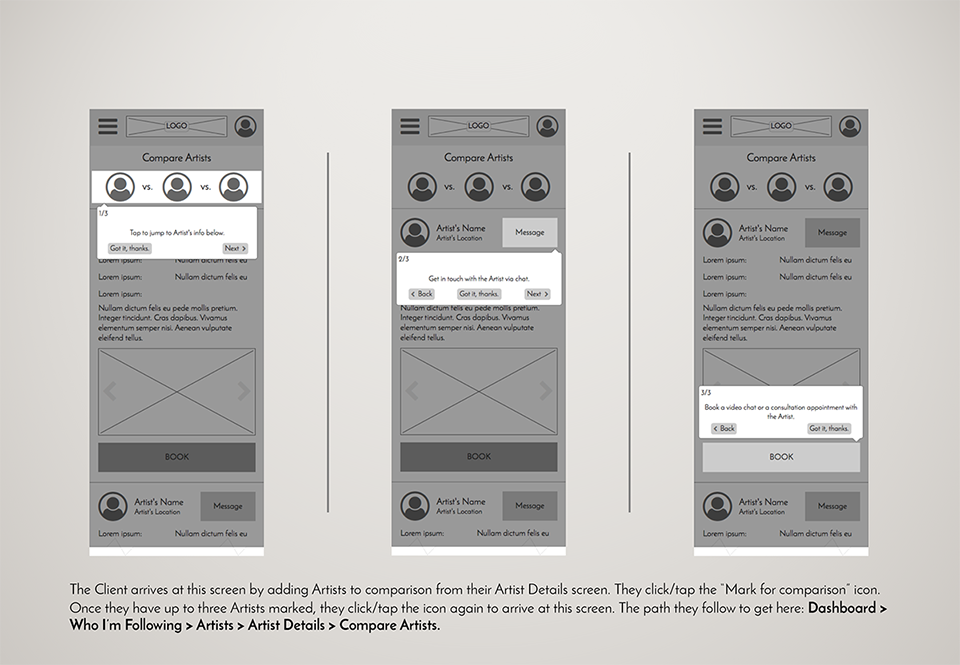 LOGO
Compare Artists
vs. vs.
1/3
Tap to jump to Artist's info below.
Got it, thanks. Next >
Lorem ipsum: Nullam dictum felis eu
Lorem ipsum: Nullam dictum felis eu
Lorem ipsum:
Nullam dictum felis eu pede mollis pretium.
Integer tincidunt. Cras dapibus. Vivamus
elementum semper nisi. Aenean vulputate
eleifend tellus.
BOOK
Artist's Name
Artist's Location
Message
Lorem ipsum: Nullam dictum felis eu
LOGO
Compare Artists
vs. vs.
Artist's Name
Artist's Location
Message
2/3
Get in touch with the Artist via chat.
< Back Got it, thanks. Next >
Nullam dictum felis eu pede mollis pretium.
Integer tincidunt. Cras dapibus. Vivamus
elementum semper nisi. Aenean vulputate
eleifend tellus.
BOOK
Artist's Name
Artist's Location
Message
Lorem ipsum: Nullam dictum felis eu
LOGO
Compare Artists
vs. vs.
Artist's Name
Artist's Location
Message
Lorem ipsum: Nullam dictum felis eu
Lorem ipsum: Nullam dictum felis eu
Lorem ipsum:
Nullam dictum felis eu pede mollis pretium.
Integer tincidunt. Cras dapibus. Vivamus
elementum semper nisi. Aenean vulputate
eleifend tellus.
3/3
Book a video chat or a consultation appointment with
the Artist.
< Back Got it, thanks.
BOOK
Artist's Name
Artist's Location
Message
Lorem ipsum: Nullam dictum felis eu
The Client arrives at this screen by adding Artists to comparison from their Artist Details screen. They click/tap the "Mark for comparison" icon.
Once they have up to three Artists marked, they click/tap the icon again to arrive at this screen. The path they follow to get here: Dashboard >
Who I'm Following > Artists > Artist Details > Compare Artists.